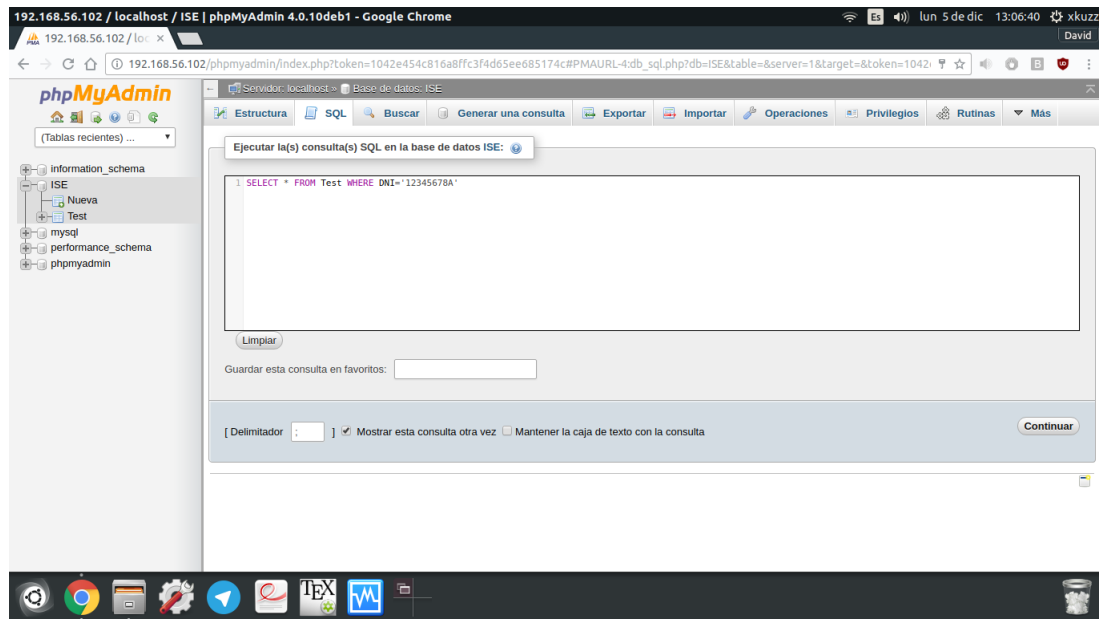 192.168.56.102 / localhost / ISE | phpMyAdmin 4.0.10deb1 - Google Chrome
Es lun 5 de dic 13:06:40 xkuzz
192.168.56.102 / loc × David
192.168.56.102/phpmyadmin/index.php?token=1042e454c816a8ffc3f4d65ee685174c#PMAURL-4:db_sql.php?db=ISE&table=&server=1&target=&token=1042
phpMyAdmin
(Tablas recientes) ...
information_schema
ISE
Nueva
Test
mysql
performance_schema
phpmyadmin
Servidor: localhost » Base de datos: ISE
Estructura SQL Buscar Generar una consulta Exportar Importar Operaciones Privilegios Rutinas Más
Ejecutar la(s) consulta(s) SQL en la base de datos ISE:
1 SELECT * FROM Test WHERE DNI='12345678A'
Limpiar
Guardar esta consulta en favoritos:
[ Delimitador ; ] Mostrar esta consulta otra vez Mantener la caja de texto con la consulta Continuar
TEX